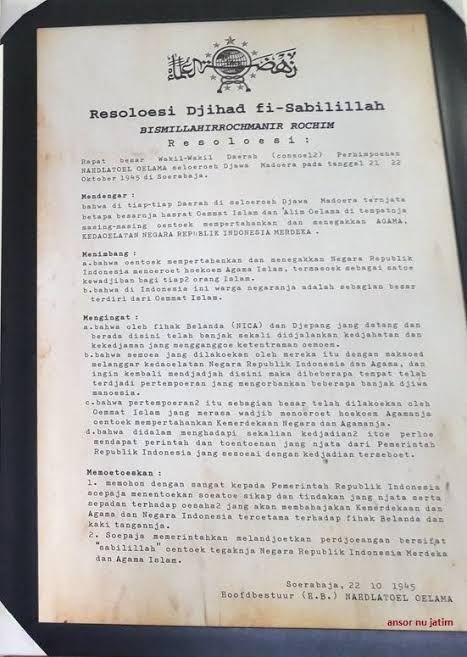 نهضة العلماء
Resoloesi Djihad fi-Sabilillah
BISMILLAHIRROCHMANIR ROCHIM
Resoloesi :
Rapat besar Wakil-Wakil Daerah (consoel2) Perhimpoenan
NAHDLATOEL OELAMA seloeroeh Djawa Madoera pada tanggal 21 22
Oktober 1945 di Soerabaja.
Mendengar :
bahwa di tiap-tiap Daerah di seloeroeh Djawa Madoera ternjata
betapa besarnja hasrat Oemmat Islam dan 'Alim Oelama di tempatnja
masing-masing oentoek mempertahankan dan menegakkan AGAMA,
KEDAOELATAN NEGARA REPUBLIK INDONESIA MERDEKA .
Menimbang :
a.bahwa oentoek mempertahankan dan menegakkan Negara Republik
Indonesia menoeroet hoekoem Agama Islam, termasoek sebagai satoe
kewadjiban bagi tiap2 orang Islam.
b.bahwa di Indonesia ini warga negaranja adalah sebagian besar
terdiri dari Oemmat Islam.
Mengingat :
a.bahwa oleh fihak Belanda (NICA) dan Djepang jang datang dan
berada disini telah banjak sekali didjalankan kedjahatan dan
kekedjaman jang menganggoe ketentraman oemoem.
b.bahwa semoea jang dilakoekan oleh mereka itu dengan maksoed
melanggar kedaoelatan Negara Republik Indonesia dan Agama, dan
ingin kembali mendjadjah disini maka dibeberapa tempat telah
terdjadi pertempoeran jang mengorbankan beberapa banjak djiwa
manoesia.
c.bahwa pertempoeran2 itu sebagian besar telah dilakoekan oleh
Oemmat Islam jang merasa wadjib menoeroet hoekoem Agamanja
oentoek mempertahankan Kemerdekaan Negara dan Agamanja.
d.bahwa didalam menghadapi sekalian kedjadian2 itoe perloe
mendapat perintah dan toentoenan jang njata dari Pemerintah
Republik Indonesia jang sesoeai dengan kedjadian terseboet.
Memoetoeskan :
1. memohon dengan sangat kepada Pemerintah Republik Indonesia
soepaja menentoekan soeatoe sikap dan tindakan jang njata serta
sepadan terhadap oesaha2 jang akan membahajakan Kemerdekaan dan
Agama dan Negara Indonesia teroetama terhadap fihak Belanda dan
kaki tangannja.
2. Soepaja memerintahkan melandjoetkan perdjoeangan bersifat
"sabilillah" oentoek tegaknja Negara Republik Indonesia Merdeka
dan Agama Islam.
Soerabaja, 22 10 1945
Hoofdbestuur (H.B.) NAHDLATOEL OELAMA
ansor nu jatim